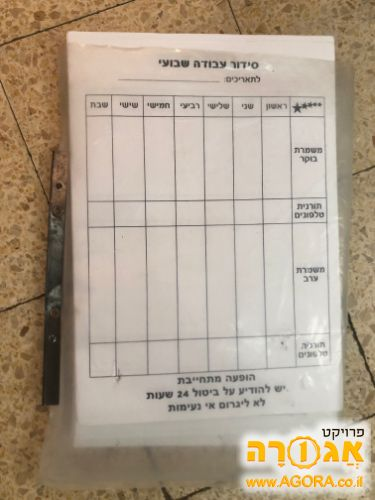 סידור עבודה שבועי
לתאריכים:
ראשון שני שלישי רביעי חמישי שישי שבת
משמרת
בוקר
תורנית
טלפונים
משמרת
ערב
תורנית
טלפונים
הופעה מתחייבת
יש להודיע על ביטול 24 שעות
לא ליגרום אי נעימות
פרויקט
אגורה
www.AGORA.co.il